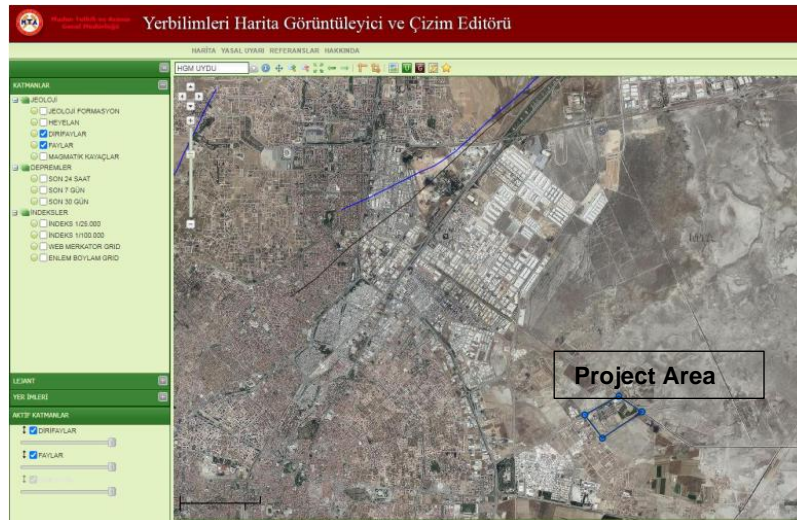 MTA
Maden Tetkik ve Arama
Genel Müdürlüğü
Yerbilimleri Harita Görüntüleyici ve Çizim Editörü
HARİTA YASAL UYARI REFERANSLAR HAKKINDA
HGM UYDU
KATMANLAR
JEOLOJİ
JEOLOJİ FORMASYON
HEYELAN
DİRİFAYLAR
FAYLAR
MAGMATİK KAYAÇLAR
DEPREMLER
SON 24 SAAT
SON 7 GÜN
SON 30 GÜN
İNDEKSLER
İNDEKS 1/25.000
İNDEKS 1/100.000
WEB MERKATOR GRID
ENLEM BOYLAM GRID
Project Area
LEJANT
YER İMLERİ
AKTİF KATMANLAR
DİRİFAYLAR
FAYLAR